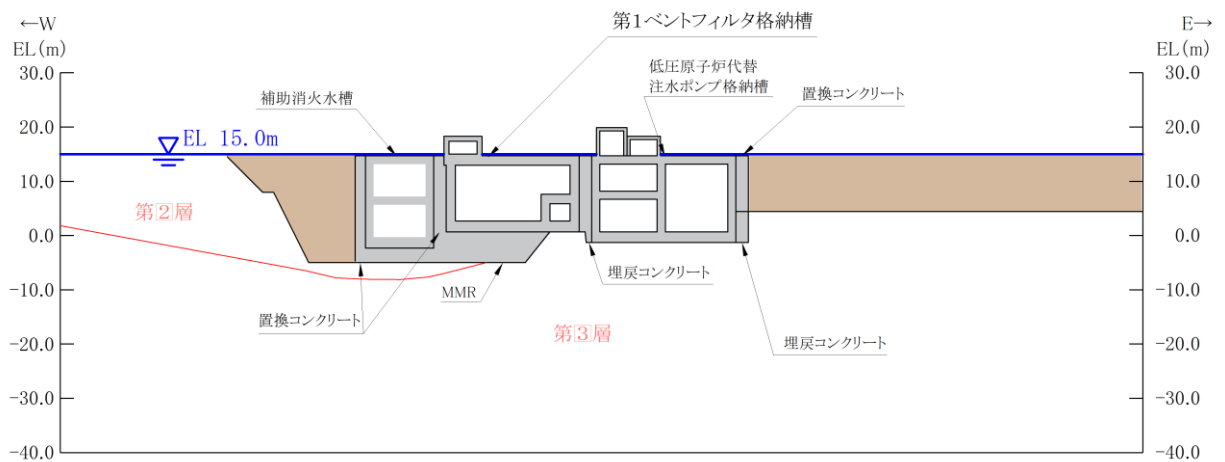 ←W
EL(m)
第1ベントフィルタ格納槽
E→
EL(m)
30.0
低圧原子炉代替
注水ポンプ格納槽
30.0
補助消火水槽
置換コンクリート
20.0
20.0
EL 15.0m
10.0
10.0
第2層
0.0
0.0
埋戻コンクリート
-10.0
MMR
-10.0
置換コンクリート
第3層
埋戻コンクリート
-20.0
-20.0
-30.0
-30.0
-40.0
-40.0